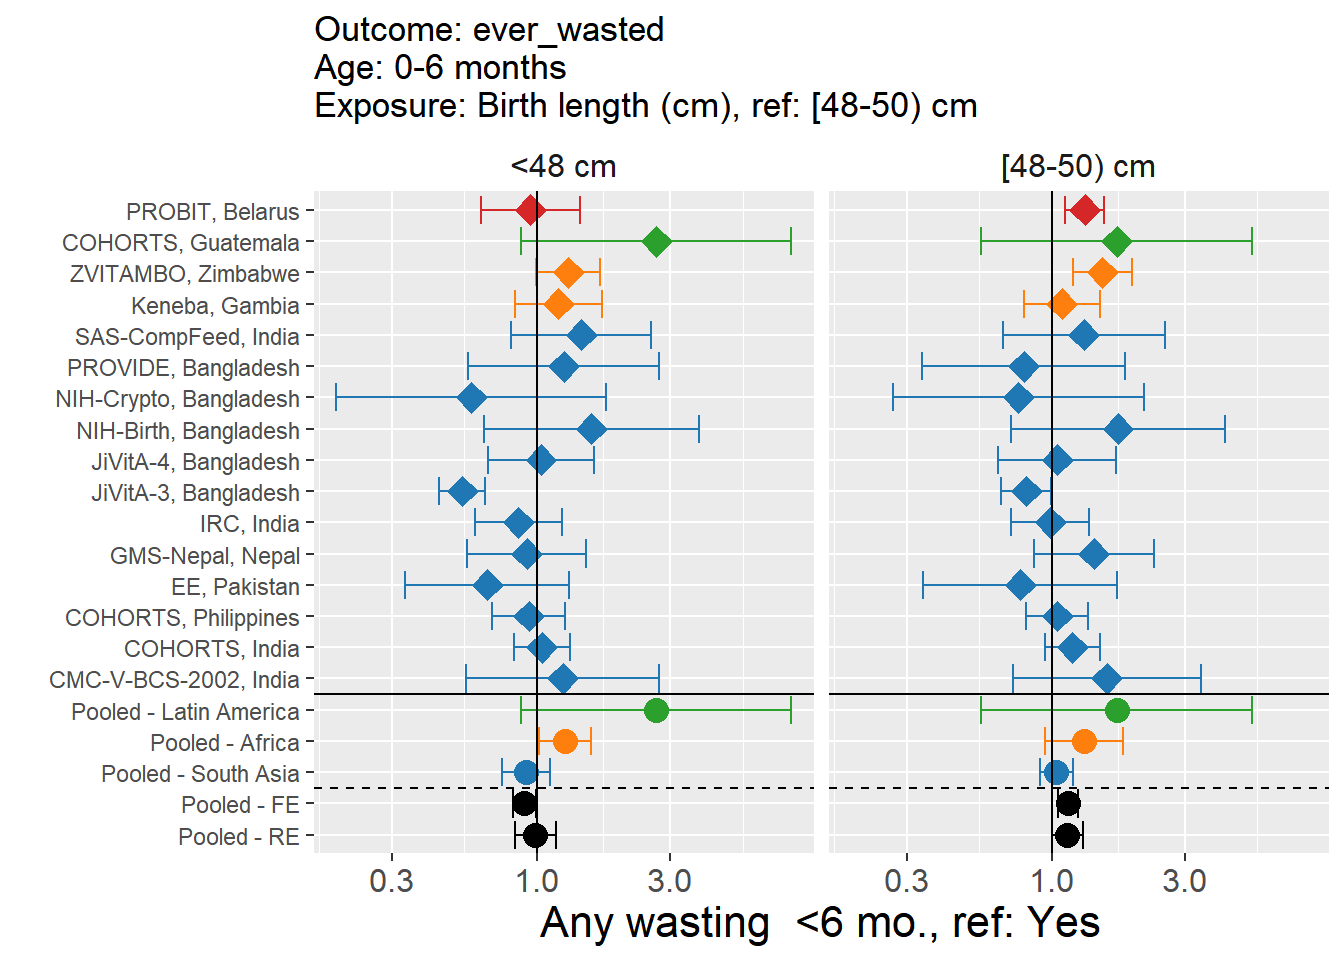 Outcome: ever_wasted
Age: 0-6 months
Exposure: Birth length (cm), ref: [48-50) cm
<48 cm
[48-50) cm
PROBIT, Belarus
COHORTS, Guatemala
ZVITAMBO, Zimbabwe
Keneba, Gambia
SAS-CompFeed, India
PROVIDE, Bangladesh
NIH-Crypto, Bangladesh
NIH-Birth, Bangladesh
JiVitA-4, Bangladesh
JiVitA-3, Bangladesh
IRC, India
GMS-Nepal, Nepal
EE, Pakistan
COHORTS, Philippines
COHORTS, India
CMC-V-BCS-2002, India
Pooled - Latin America
Pooled - Africa
Pooled - South Asia
Pooled - FE
Pooled - RE
0.3 1.0 3.0
0.3 1.0 3.0
Any wasting  <6 mo., ref: Yes